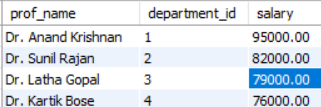 prof_name department_id salary
Dr. Anand Krishnan 1 95000.00
Dr. Sunil Rajan 2 82000.00
Dr. Latha Gopal 3 79000.00
Dr. Kartik Bose 4 76000.00